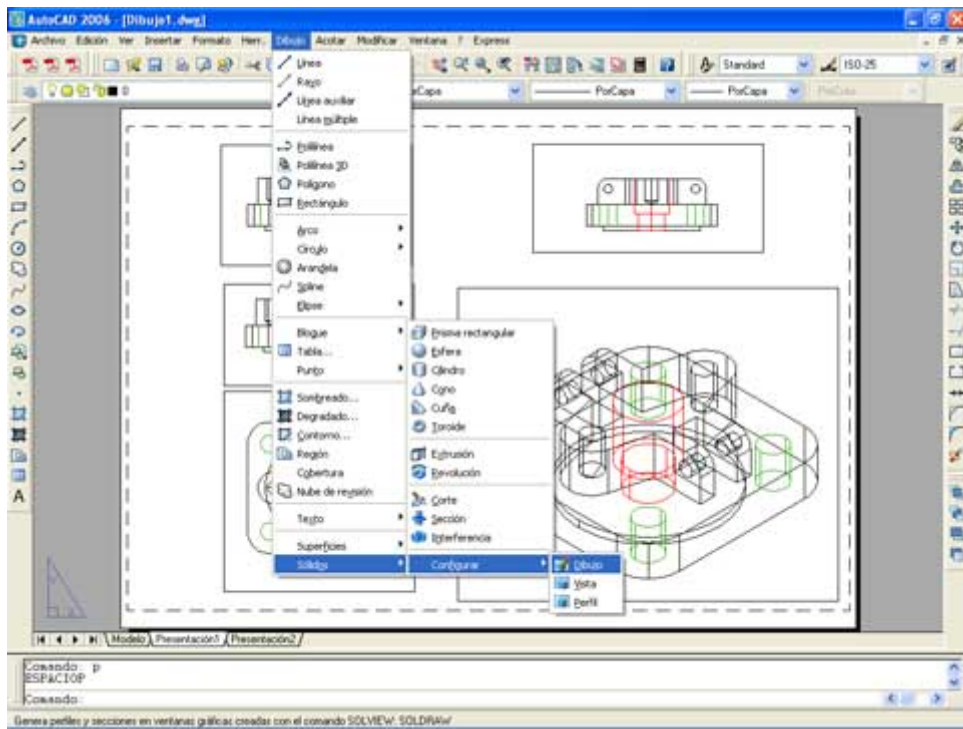 AutoCAD 2006 - [Dibujo1.dwg]
Archivo Edición Ver Insertar Formato Herr. Dibujo Acotar Modificar Ventana ? Express
Standard ISO-25
0 PorCapa PorCapa PorCapa
Línea
Rayo
Línea auxiliar
Línea múltiple
Polilínea
Polilínea 3D
Polígono
Rectángulo
Arco
Círculo
Arandela
Spline
Elipse
Bloque
Tabla...
Punto
Sombreado...
Degradado...
Contorno...
Región
Cobertura
Nube de revisión
Texto
Superficies
Sólidos
Prisma rectangular
Esfera
Cilindro
Cono
Cuña
Toroide
Extrusión
Revolución
Corte
Sección
Interferencia
Configurar
Dibujo
Vista
Perfil
A
Modelo Presentación1 Presentación2
Comando: p
ESPACIOP
Comando:
Genera perfiles y secciones en ventanas gráficas creadas con el comando SOLVIEW: SOLDRAW